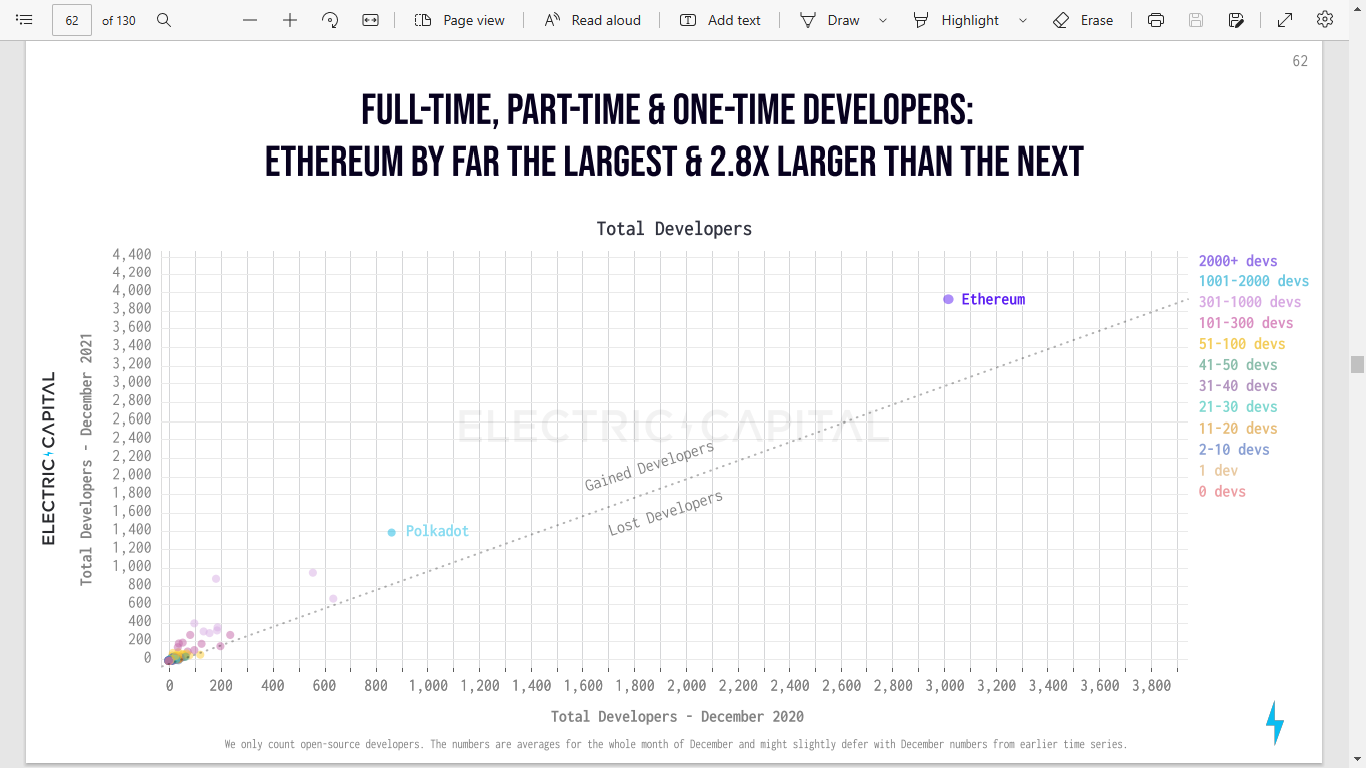 62
of 130
Page view
Read aloud
Add text
Draw
Highlight
Erase
62
FULL-TIME, PART-TIME & ONE-TIME DEVELOPERS:
ETHEREUM BY FAR THE LARGEST & 2.8X LARGER THAN THE NEXT
Total Developers
4,400
4,200
4,000
3,800
3,600
3,400
3,200
3,000
2,800
2,600
2,400
2,200
2,000
1,800
1,600
1,400
1,200
1,000
800
600
400
200
0
Total Developers - December 2021
ELECTRIC CAPITAL
ELECTRIC CAPITAL
Ethereum
Polkadot
Gained Developers
Lost Developers
2000+ devs
1001-2000 devs
301-1000 devs
101-300 devs
51-100 devs
41-50 devs
31-40 devs
21-30 devs
11-20 devs
2-10 devs
1 dev
0 devs
0 200 400 600 800 1,000 1,200 1,400 1,600 1,800 2,000 2,200 2,400 2,600 2,800 3,000 3,200 3,400 3,600 3,800
Total Developers - December 2020
We only count open-source developers. The numbers are averages for the whole month of December and might slightly defer with December numbers from earlier time series.